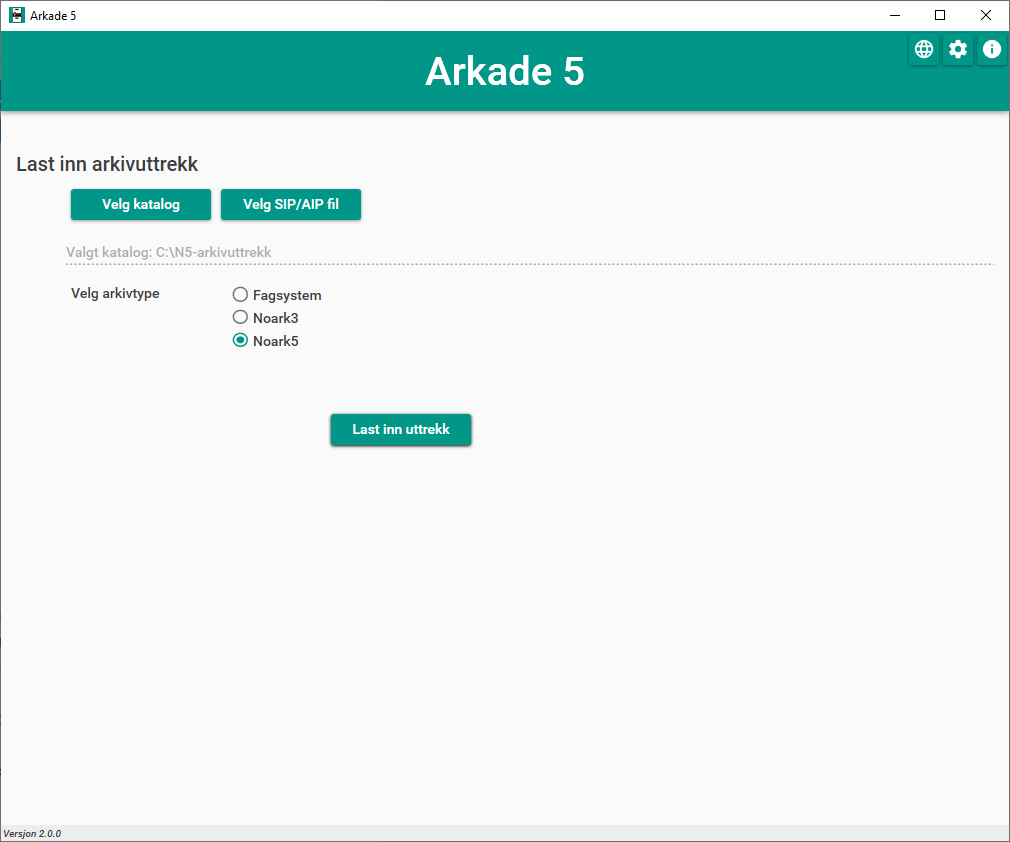 Arkade 5
Arkade 5
Last inn arkivuttrekk
Velg katalog Velg SIP/AIP fil
Valgt katalog: C:\N5-arkivuttrekk
Velg arkivtype
Fagsystem
Noark3
Noark5
Last inn uttrekk
Versjon 2.0.0